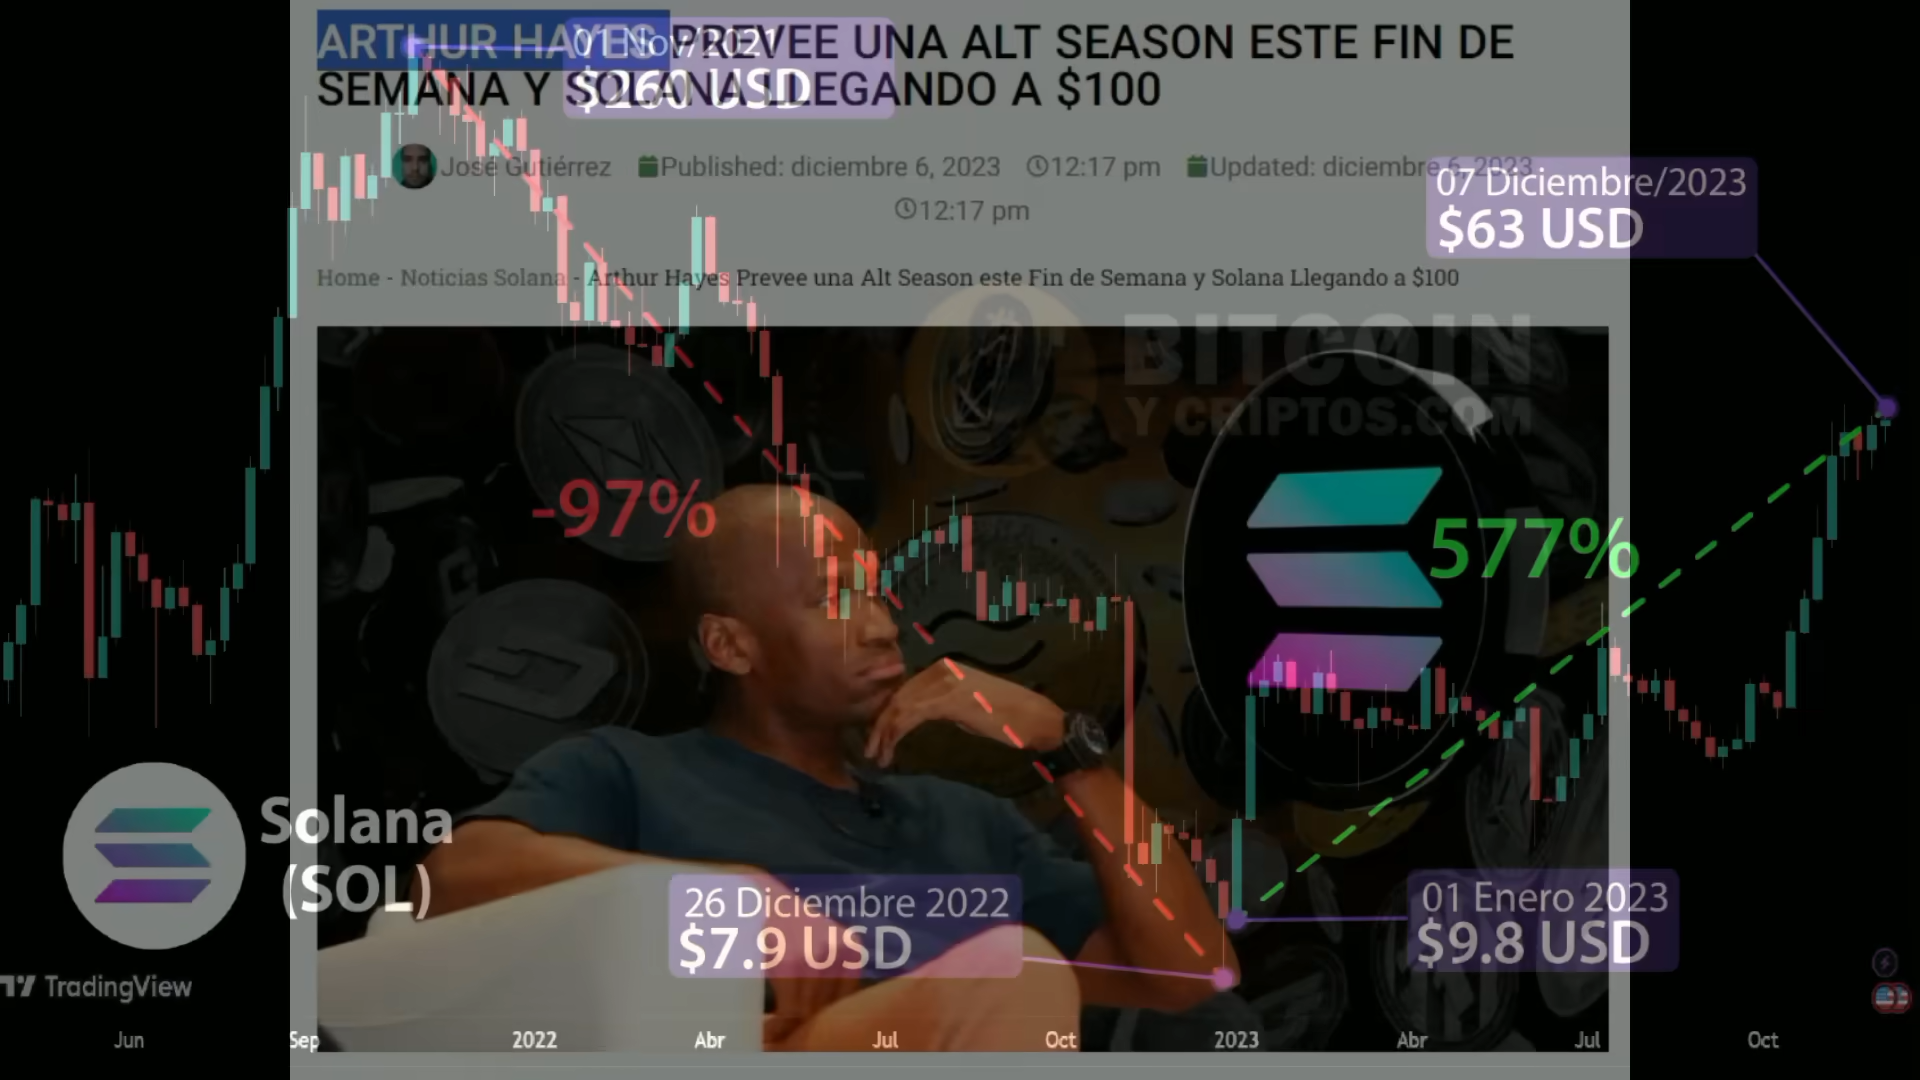 ARTHUR HAYES PREVEE UNA ALT SEASON ESTE FIN DE
SEMANA Y SOLANA LLEGANDO A $100
01 Nov/2021
$260 USD
José Gutiérrez Published: diciembre 6, 2023 12:17 pm Updated: diciembre 6, 2023
12:17 pm
07 Diciembre/2023
$63 USD
Home - Noticias Solana - Arthur Hayes Prevee una Alt Season este Fin de Semana y Solana Llegando a $100
BITCOIN
Y CRIPTOS.COM
-97%
577%
Solana
(SOL)
26 Diciembre 2022
$7.9 USD
01 Enero 2023
$9.8 USD
TradingView
Jun Sep 2022 Abr Jul Oct 2023 Abr Jul Oct